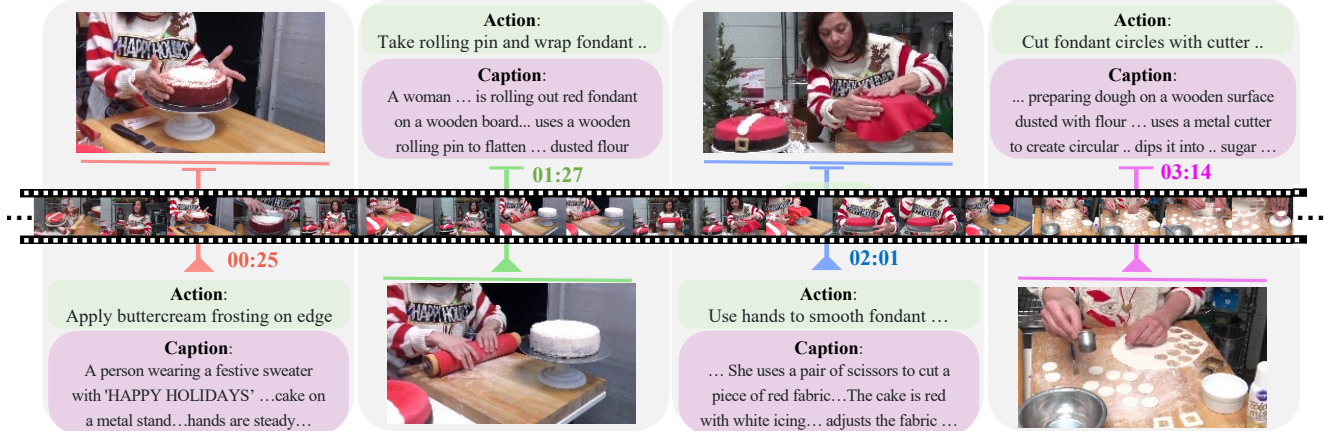 HAPPY HOLIDAYS
Action:
Take rolling pin and wrap fondant ..
Caption:
A woman … is rolling out red fondant
on a wooden board... uses a wooden
rolling pin to flatten … dusted flour
Action:
Cut fondant circles with cutter ..
Caption:
... preparing dough on a wooden surface
dusted with flour … uses a metal cutter
to create circular .. dips it into .. sugar …
01:27
03:14
...
...
00:25
02:01
Action:
Apply buttercream frosting on edge
Caption:
A person wearing a festive sweater
with 'HAPPY HOLIDAYS’ …cake on
a metal stand…hands are steady…
Action:
Use hands to smooth fondant …
Caption:
… She uses a pair of scissors to cut a
piece of red fabric…The cake is red
with white icing… adjusts the fabric …